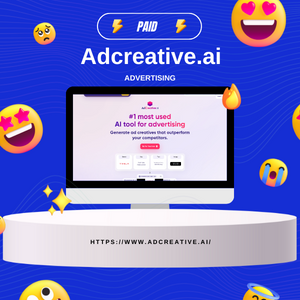 PAID
Adcreative.ai
ADVERTISING
#1 most used
AI tool for advertising
Generate ad creatives that outperform
your competitors.
HTTPS://WWW.ADCREATIVE.AI/